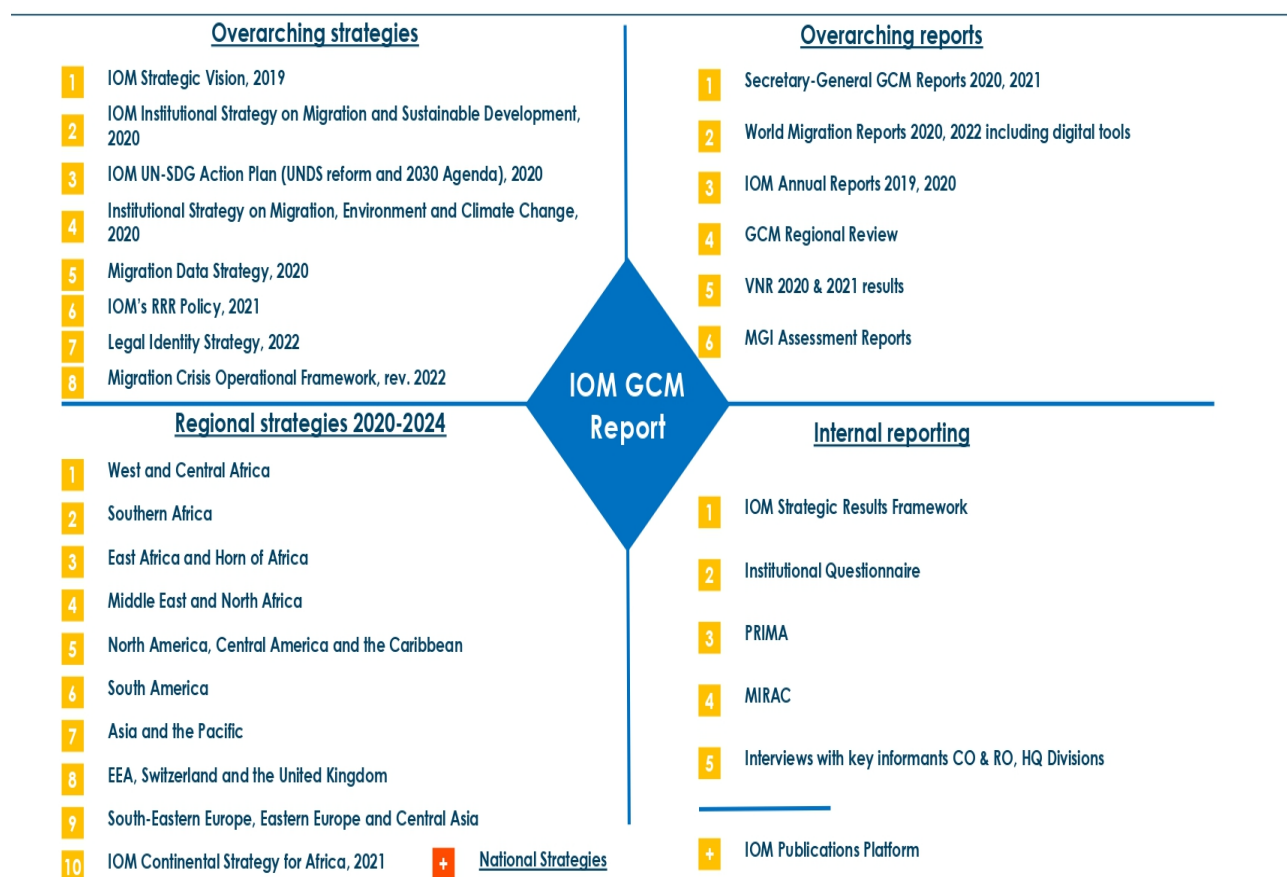 Overarching strategies
1 IOM Strategic Vision, 2019
2 IOM Institutional Strategy on Migration and Sustainable Development,
2020
3 IOM UN-SDG Action Plan (UNDS reform and 2030 Agenda), 2020
4 Institutional Strategy on Migration, Environment and Climate Change,
2020
5 Migration Data Strategy, 2020
6 IOM's RRR Policy, 2021
7 Legal Identity Strategy, 2022
8 Migration Crisis Operational Framework, rev. 2022
Overarching reports
1 Secretary-General GCM Reports 2020, 2021
2 World Migration Reports 2020, 2022 including digital tools
3 IOM Annual Reports 2019, 2020
4 GCM Regional Review
5 VNR 2020 & 2021 results
6 MGI Assessment Reports
IOM GCM
Report
Regional strategies 2020-2024
1 West and Central Africa
2 Southern Africa
3 East Africa and Horn of Africa
4 Middle East and North Africa
5 North America, Central America and the Caribbean
6 South America
7 Asia and the Pacific
8 EEA, Switzerland and the United Kingdom
9 South-Eastern Europe, Eastern Europe and Central Asia
10 IOM Continental Strategy for Africa, 2021
+ National Strategies
Internal reporting
1 IOM Strategic Results Framework
2 Institutional Questionnaire
3 PRIMA
4 MIRAC
5 Interviews with key informants CO & RO, HQ Divisions
+ IOM Publications Platform